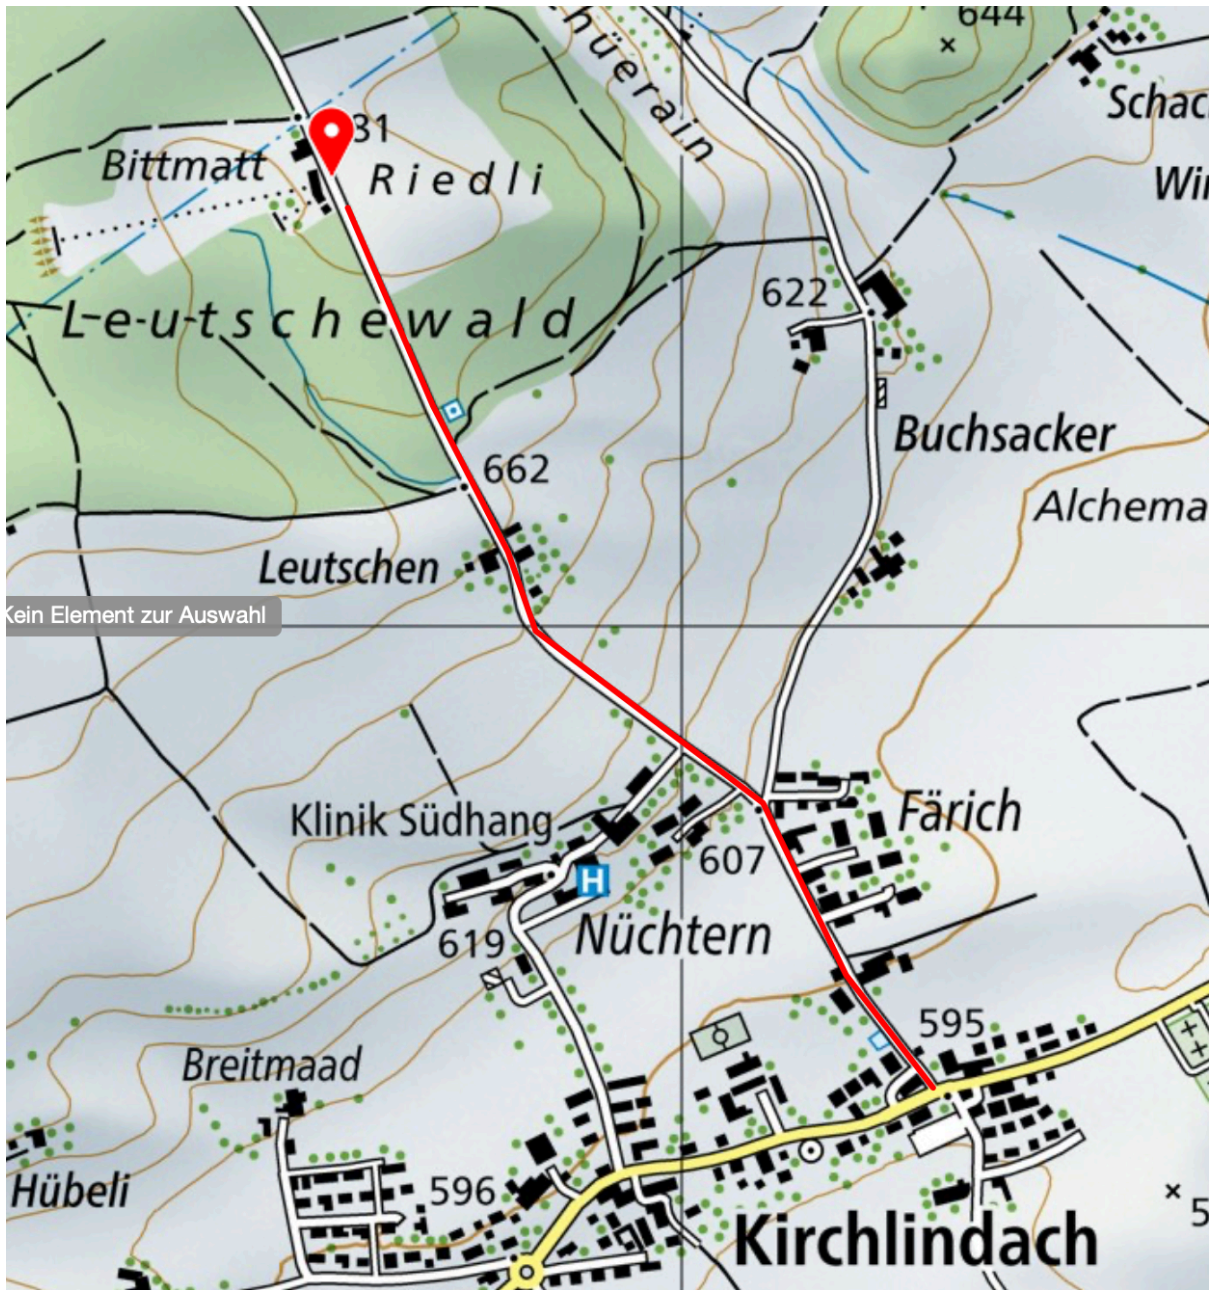 644
hüerain
Schac
31
Bittmatt
Riedli
Wir
622
Leutschewald
Buchsacker
662
Alchema
Leutschen
Kein Element zur Auswahl
Klinik Südhang
Färich
607
H
Nüchtern
619
595
Breitmaad
Hübeli
596
5
Kirchlindach